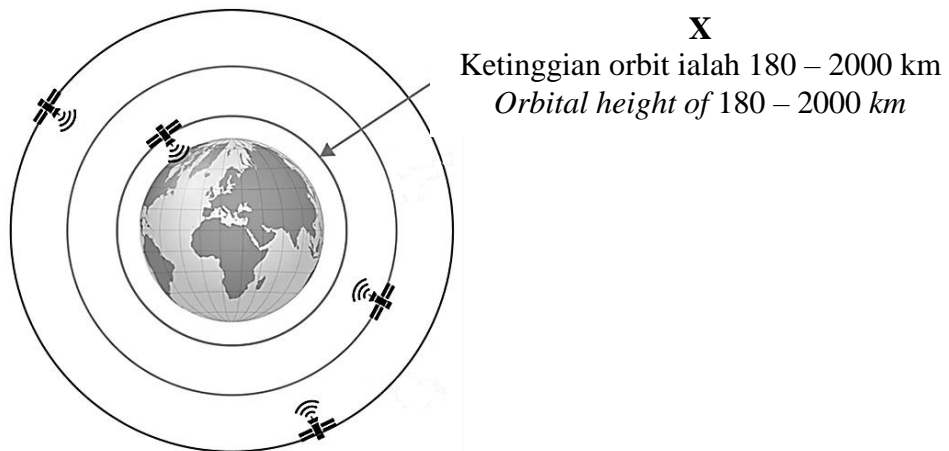 X
Ketinggian orbit ialah 180 – 2000 km
Orbital height of 180 – 2000 km